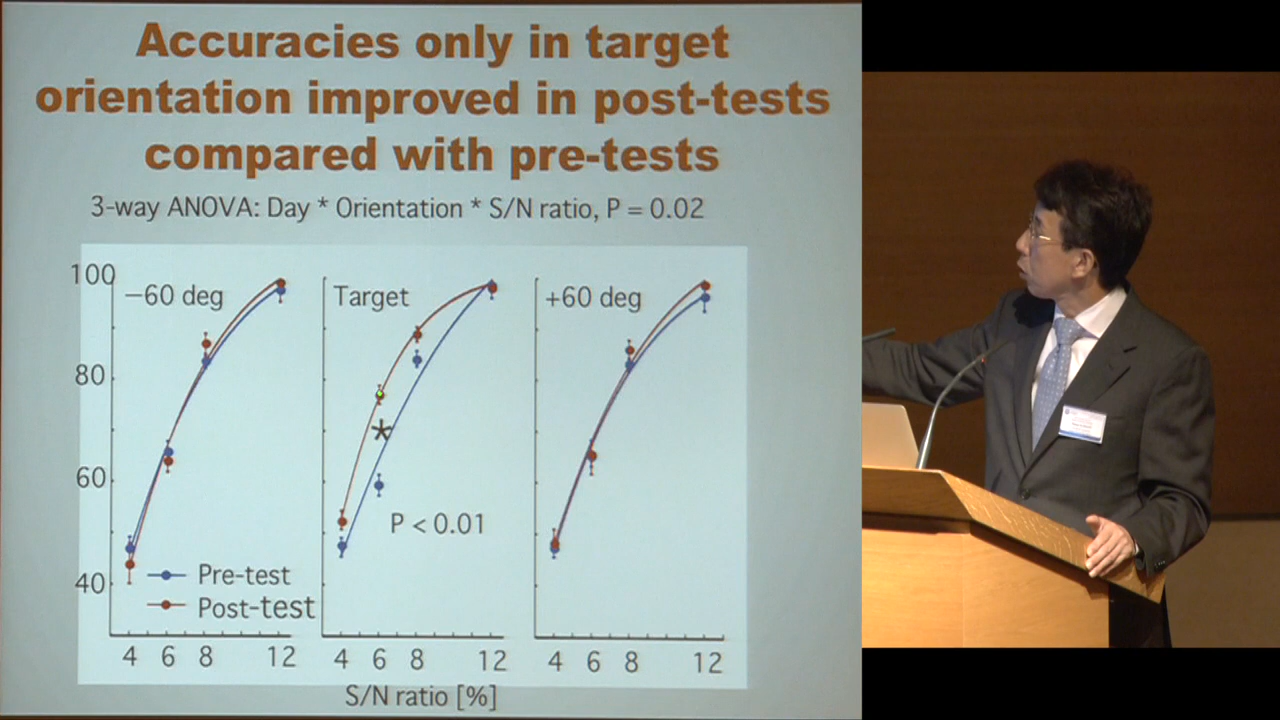 Accuracies only in target
orientation improved in post-tests
compared with pre-tests
3-way ANOVA: Day * Orientation * S/N ratio, P = 0.02
100
80
60
40
−60 deg
Target
+60 deg
*
P < 0.01
Pre-test
Post-test
4 6 8 12
4 6 8 12
4 6 8 12
S/N ratio [%]